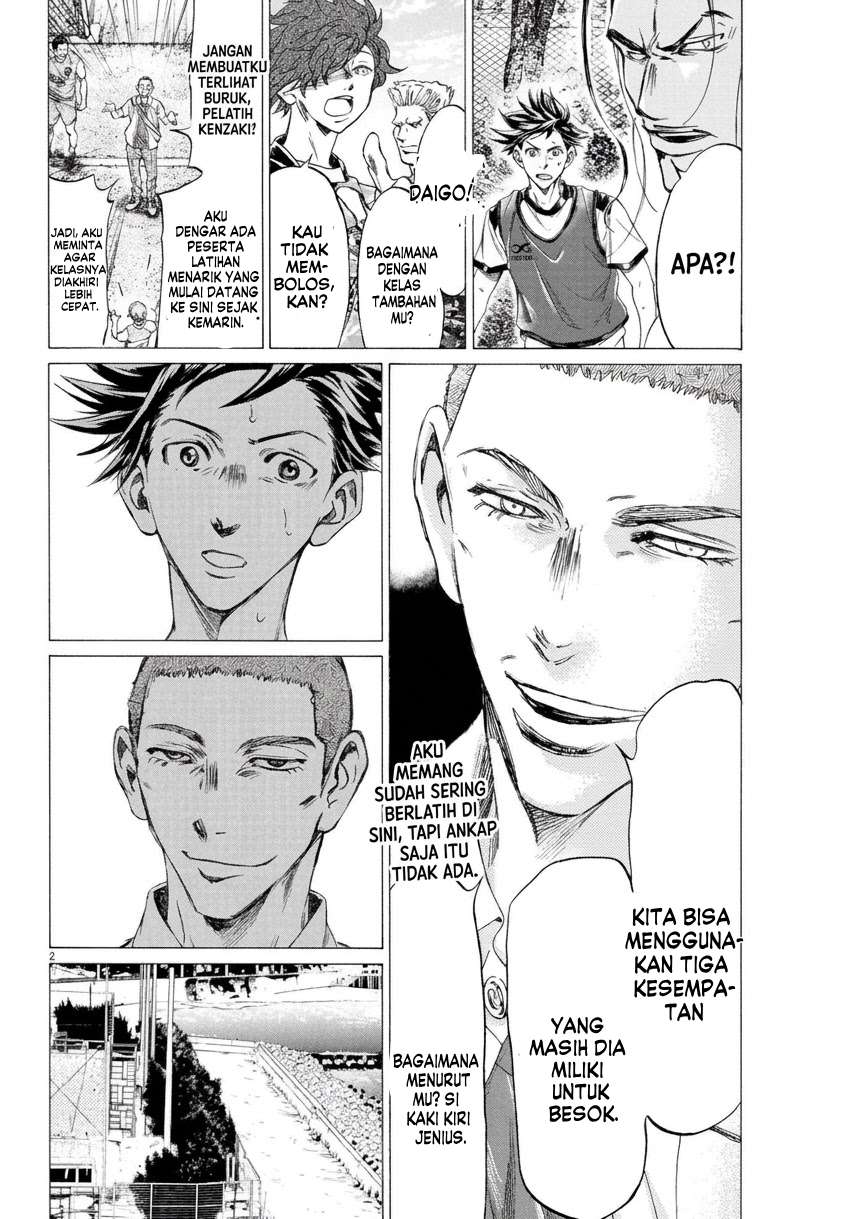 APA?!
DAIGO!
BAGAIMANA
DENGAN
KELAS
TAMBAHAN
MU?
KAU
TIDAK
MEM-
BOLOS,
KAN?
JANGAN
MEMBUATKU
TERLIHAT
BURUK,
PELATIH
KENZAKI?
AKU
DENGAR ADA
PESERTA
LATIHAN
MENARIK YANG
MULAI DATANG
KE SINI SEJAK
KEMARIN.
JADI, AKU
MEMINTA
AGAR
KELASNYA
DIAKHIRI
LEBIH
CEPAT.
KITA BISA
MENGGUNA-
KAN TIGA
KESEMPA-
TAN
YANG
MASIH DIA
MILIKI
UNTUK
BESOK.
AKU
MEMANG
SUDAH SERING
BERLATIH DI
SINI, TAPI ANKAP
SAJA ITU
TIDAK ADA.
BAGAIMANA
MENURUT
MU? SI
KAKI KIRI
JENIUS.
2